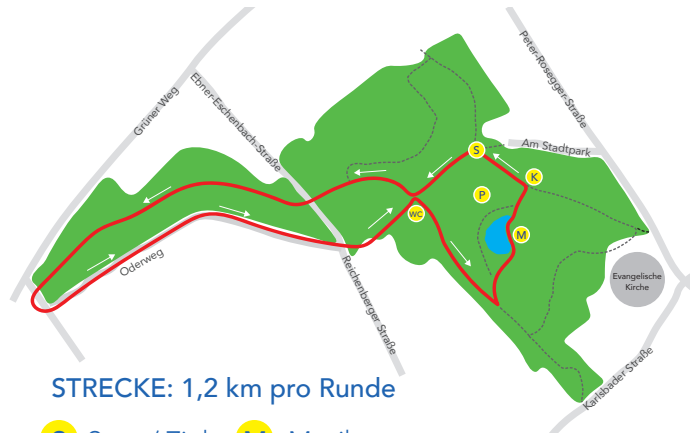 Peter-Rosegger-Straße
Grüner Weg
Ebner-Eschenbach-Straße
Am Stadtpark
S
K
P
WC
M
Oderweg
Reichenberger Straße
Evangelische
Kirche
Karlsbader Straße
STRECKE: 1,2 km pro Runde